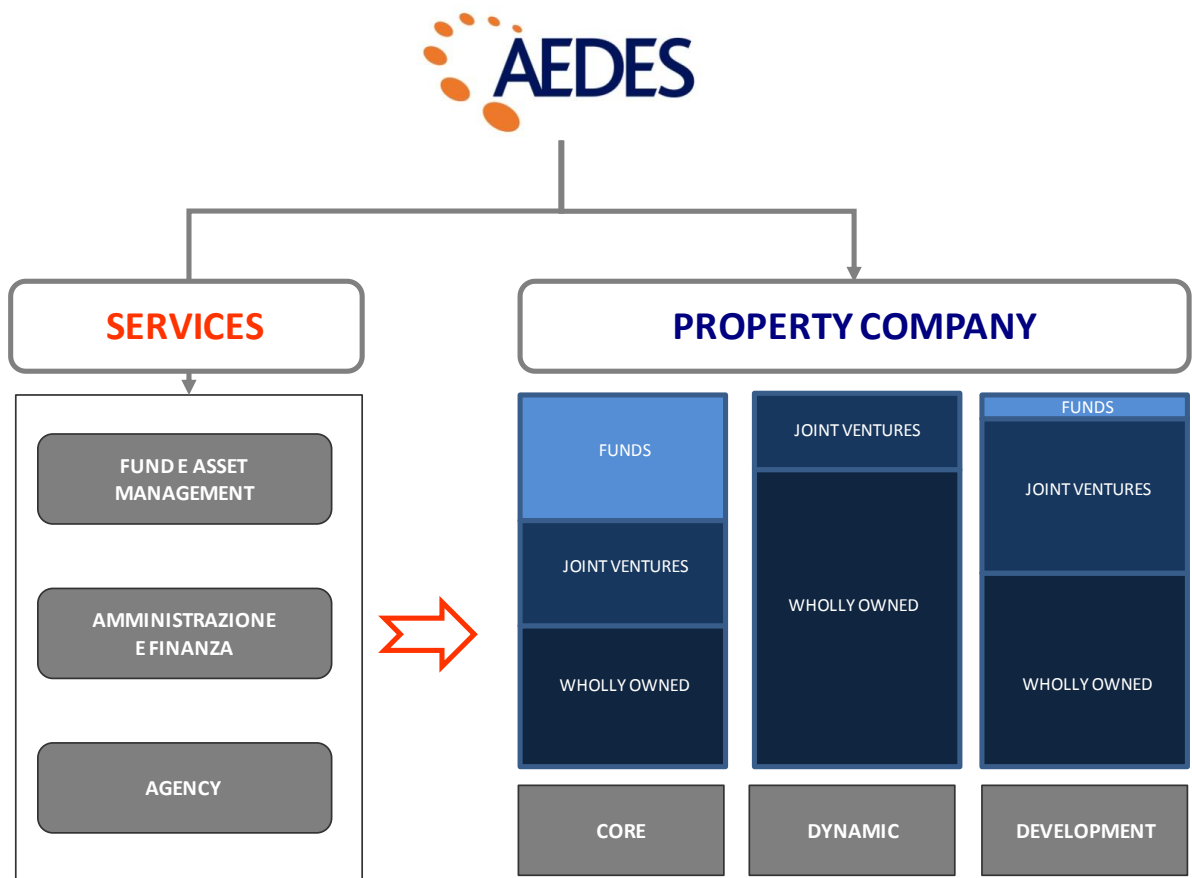 AEDES
SERVICES
PROPERTY COMPANY
FUND E ASSET
MANAGEMENT
AMMINISTRAZIONE
E FINANZA
AGENCY
FUNDS
JOINT VENTURES
WHOLLY OWNED
CORE
JOINT VENTURES
WHOLLY OWNED
DYNAMIC
FUNDS
JOINT VENTURES
WHOLLY OWNED
DEVELOPMENT